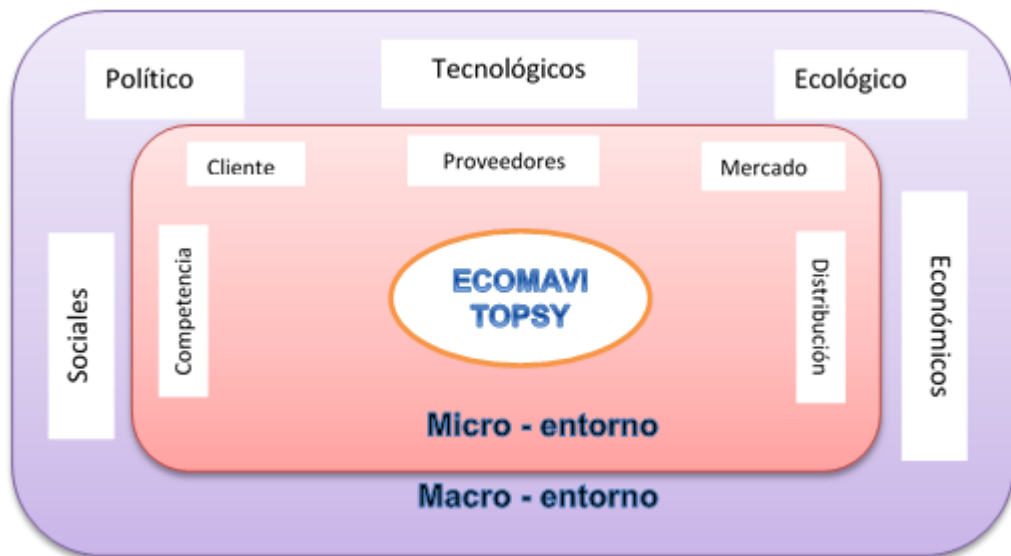 Político
Tecnológicos
Ecológico
Cliente
Proveedores
Mercado
Sociales
Competencia
ECOMAVI
TOPSY
Distribución
Económicos
Micro - entorno
Macro - entorno